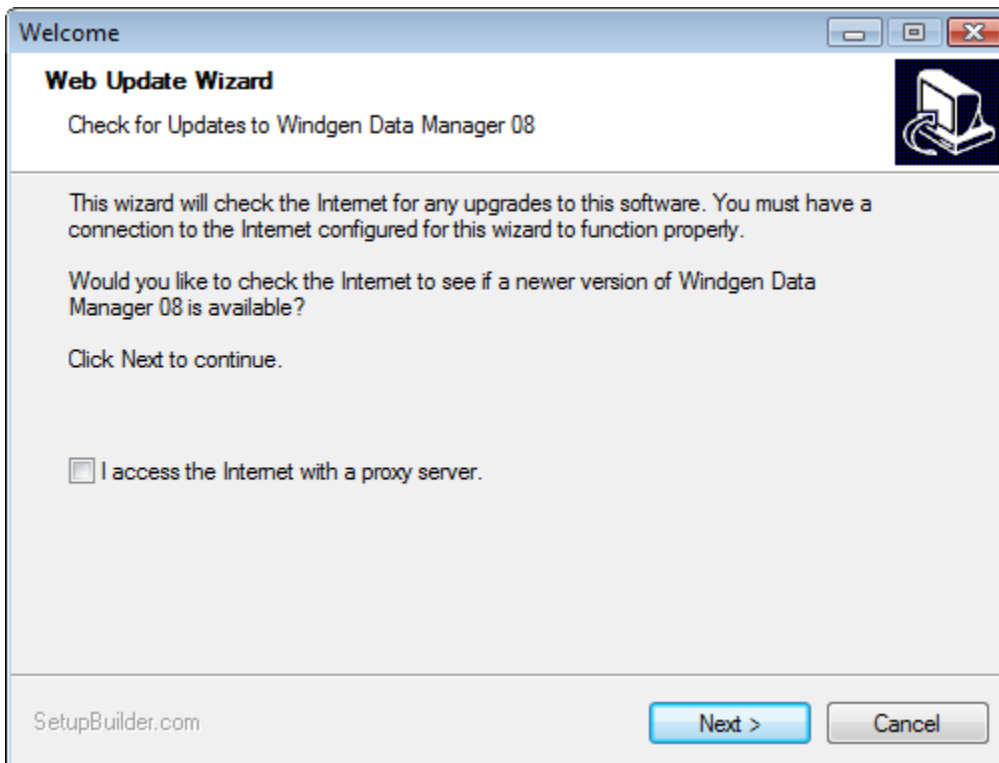 Welcome
Web Update Wizard
Check for Updates to Windgen Data Manager 08
This wizard will check the Internet for any upgrades to this software. You must have a
connection to the Internet configured for this wizard to function properly.
Would you like to check the Internet to see if a newer version of Windgen Data
Manager 08 is available?
Click Next to continue.
I access the Internet with a proxy server.
SetupBuilder.com
Next >
Cancel